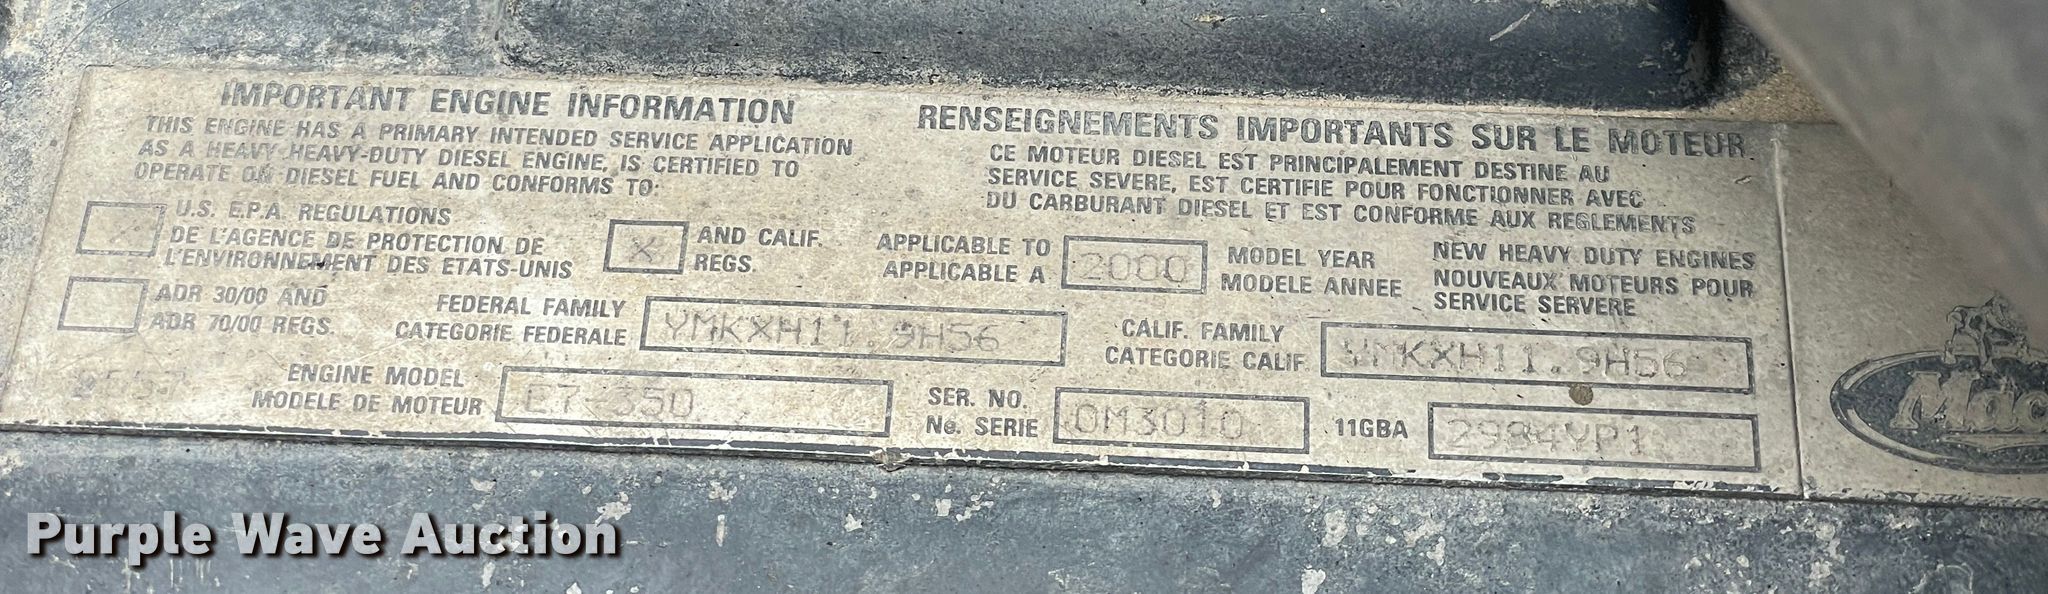 IMPORTANT ENGINE INFORMATION
THIS ENGINE HAS A PRIMARY INTENDED SERVICE APPLICATION
AS A HEAVY HEAVY-DUTY DIESEL ENGINE, IS CERTIFIED TO
OPERATE ON DIESEL FUEL AND CONFORMS TO:
RENSEIGNEMENTS IMPORTANTS SUR LE MOTEUR
CE MOTEUR DIESEL EST PRINCIPALEMENT DESTINE AU
SERVICE SEVERE, EST CERTIFIE POUR FONCTIONNER AVEC
DU CARBURANT DIESEL ET EST CONFORME AUX REGLEMENTS
X
U.S. E.P.A. REGULATIONS
DE L'AGENCE DE PROTECTION DE
L'ENVIRONNEMENT DES ETATS-UNIS
X
AND CALIF.
REGS.
APPLICABLE TO
APPLICABLE A
2000
MODEL YEAR
MODELE ANNEE
NEW HEAVY DUTY ENGINES
NOUVEAUX MOTEURS POUR
SERVICE SERVERE
ADR 30/00 AND
ADR 70/00 REGS.
FEDERAL FAMILY
CATEGORIE FEDERALE
YMKXH11.9H56
CALIF. FAMILY
CATEGORIE CALIF.
YMKXH11.9H56
ENGINE MODEL
MODELE DE MOTEUR
E7-350
SER. NO.
No. SERIE
0M3010
11GBA
2984YP1
Mac
Purple Wave Auction